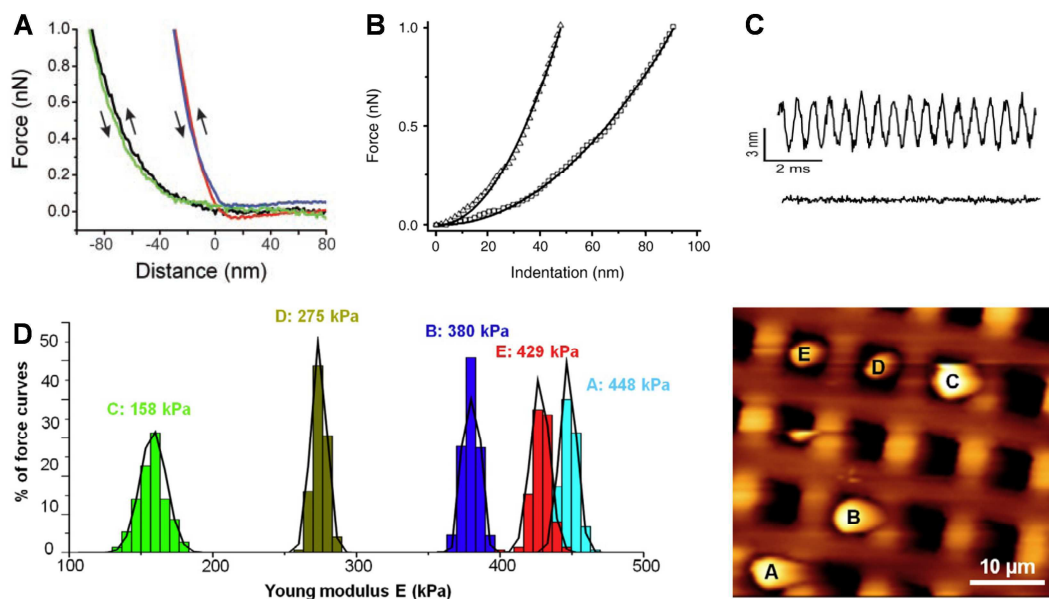 A
Force (nN)
1.0
0.8
0.6
0.4
0.2
0.0
-80
-40
0
40
80
Distance (nm)
B
Force (nN)
1.0
0.5
0.0
0
20
40
60
80
100
Indentation (nm)
C
3 nm
2 ms
D
% of force curves
50
40
30
20
10
0
C: 158 kPa
D: 275 kPa
B: 380 kPa
E: 429 kPa
A: 448 kPa
100
200
300
400
500
Young modulus E (kPa)
E
D
C
B
A
10 µm